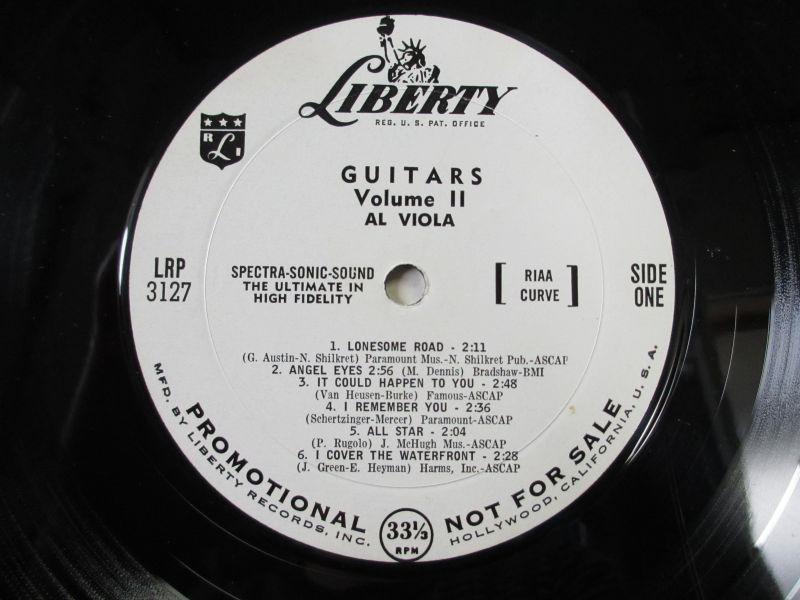 LIBERTY
REG. U. S. PAT. OFFICE
R L I
GUITARS
Volume II
AL VIOLA
LRP
3127
SPECTRA-SONIC-SOUND
THE ULTIMATE IN
HIGH FIDELITY
[ RIAA
CURVE ]
SIDE
ONE
1. LONESOME ROAD - 2:11
(G. Austin-N. Shilkret) Paramount Mus.-N. Shilkret Pub.-ASCAP
2. ANGEL EYES 2:56 (M. Dennis) Bradshaw-BMI
3. IT COULD HAPPEN TO YOU - 2:48
(Van Heusen-Burke) Famous-ASCAP
4. I REMEMBER YOU - 2:36
(Schertzinger-Mercer) Paramount-ASCAP
5. ALL STAR - 2:04
(P. Rugolo) J. McHugh Mus.-ASCAP
6. I COVER THE WATERFRONT - 2:28
(J. Green-E. Heyman) Harms, Inc.-ASCAP
PROMOTIONAL
NOT FOR SALE
MFD. BY LIBERTY RECORDS, INC.
33⅓
RPM
HOLLYWOOD, CALIFORNIA, U. S. A.